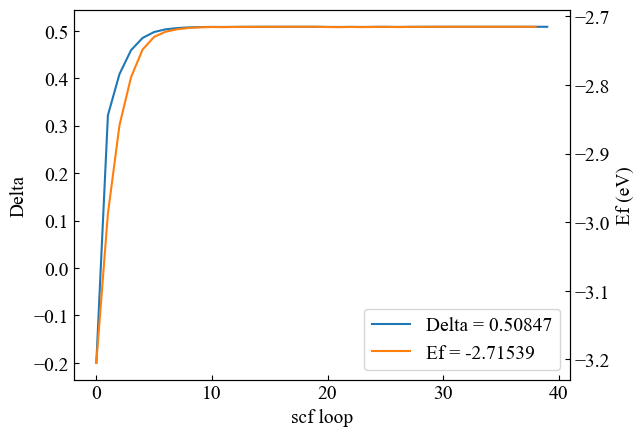 0.5
0.4
0.3
0.2
0.1
0.0
−0.1
−0.2
Delta
−2.7
−2.8
−2.9
−3.0
−3.1
−3.2
Ef (eV)
Delta = 0.50847
Ef = -2.71539
0 10 20 30 40
scf loop